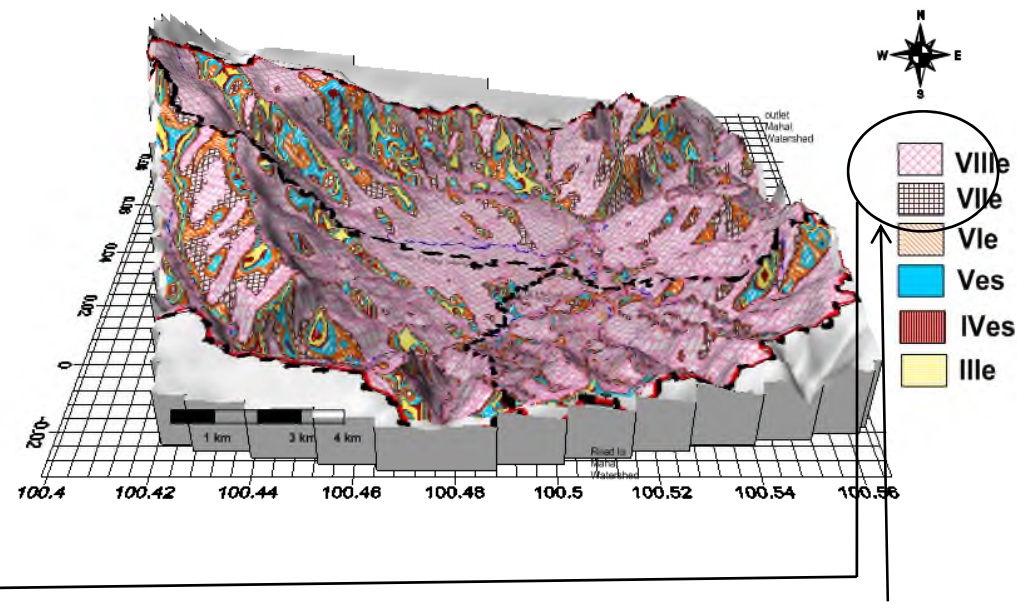 N
W E
S
outlet
Mahal
Watershed
VIIIe
VIIe
VIe
Ves
IVes
IIIe
0
1 km 3 km 4 km
Road to
Mahal
Watershed
100.4 100.42 100.44 100.46 100.48 100.5 100.52 100.54 100.56